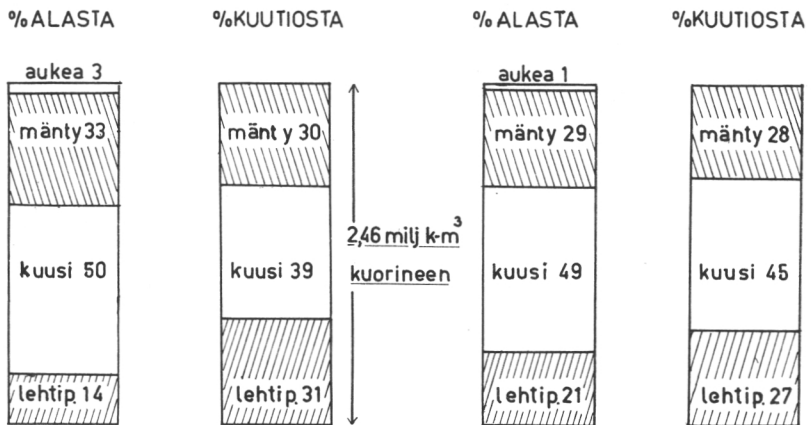 %ALASTA %KUUTIOSTA %ALASTA %KUUTIOSTA
aukea 3 aukea 1
mänty 33 mänty 30 mänty 29 mänty 28
2,46 milj k-m³
kuusi 50 kuusi 39 kuorineen kuusi 49 kuusi 45
lehtip. 14 lehtip. 31 lehtip. 21 lehtip. 27